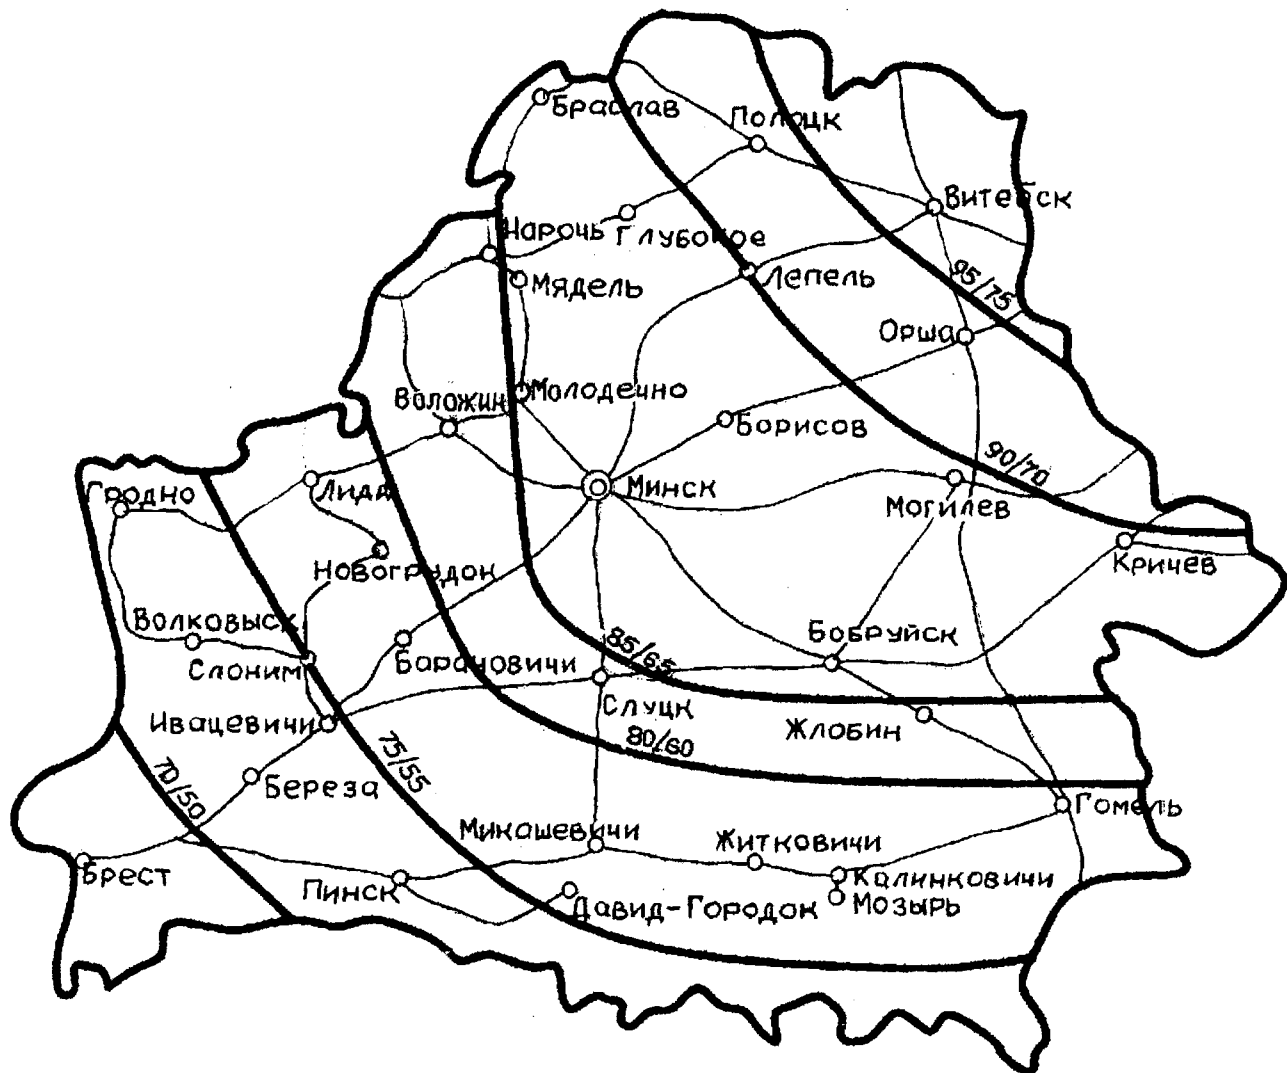 Браслав
Полоцк
Витебск
Нарочь
Глубокое
Мядель
Лепель
95/75
Орша
Воложин
Молодечно
Борисов
90/70
Гродно
Лида
Минск
Могилев
Новогрудок
Кричев
Волковыск
Слоним
Барановичи
85/65
Бобруйск
Ивацевичи
Слуцк
80/60
Жлобин
70/50
75/55
Береза
Гомель
Микашевичи
Житковичи
Брест
Пинск
Давид-Городок
Калинковичи
Мозырь